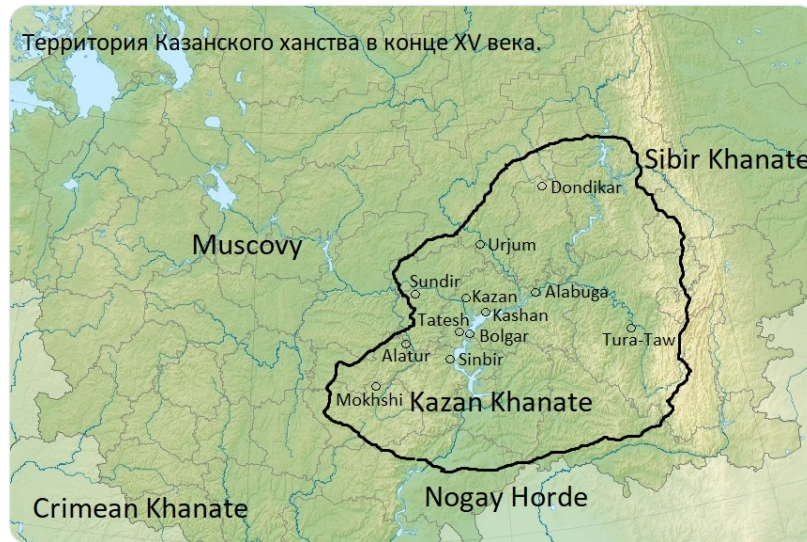 Территория Казанского ханства в конце XV века.
Sibir Khanate
Dondikar
Muscovy
Urjum
Sundir
Kazan
Alabuga
Kashan
Tatesh
Bolgar
Tura-Taw
Alatur
Sinbir
Mokhshi
Kazan Khanate
Nogay Horde
Crimean Khanate